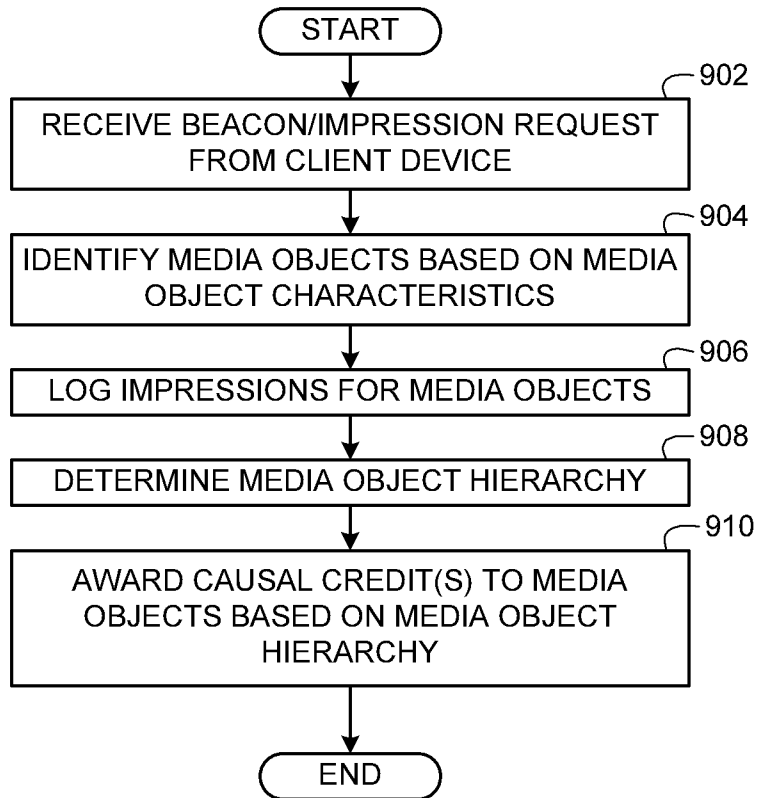 START
902
RECEIVE BEACON/IMPRESSION REQUEST
FROM CLIENT DEVICE
904
IDENTIFY MEDIA OBJECTS BASED ON MEDIA
OBJECT CHARACTERISTICS
906
LOG IMPRESSIONS FOR MEDIA OBJECTS
908
DETERMINE MEDIA OBJECT HIERARCHY
910
AWARD CAUSAL CREDIT(S) TO MEDIA
OBJECTS BASED ON MEDIA OBJECT
HIERARCHY
END